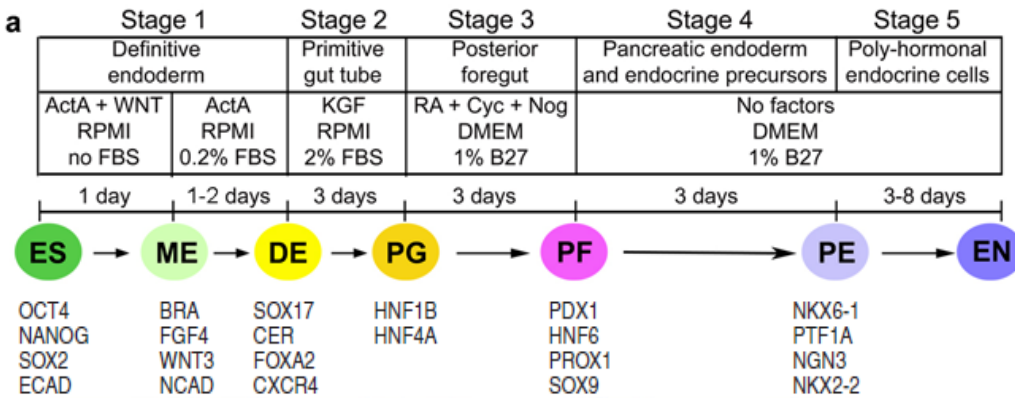 a
Stage 1 Stage 2 Stage 3 Stage 4 Stage 5
Definitive endoderm
Primitive gut tube
Posterior foregut
Pancreatic endoderm and endocrine precursors
Poly-hormonal endocrine cells
ActA + WNT
RPMI
no FBS
ActA
RPMI
0.2% FBS
KGF
RPMI
2% FBS
RA + Cyc + Nog
DMEM
1% B27
No factors
DMEM
1% B27
1 day 1-2 days 3 days 3 days 3 days 3-8 days
ES ME DE PG PF PE EN
OCT4
NANOG
SOX2
ECAD
BRA
FGF4
WNT3
NCAD
SOX17
CER
FOXA2
CXCR4
HNF1B
HNF4A
PDX1
HNF6
PROX1
SOX9
NKX6-1
PTF1A
NGN3
NKX2-2